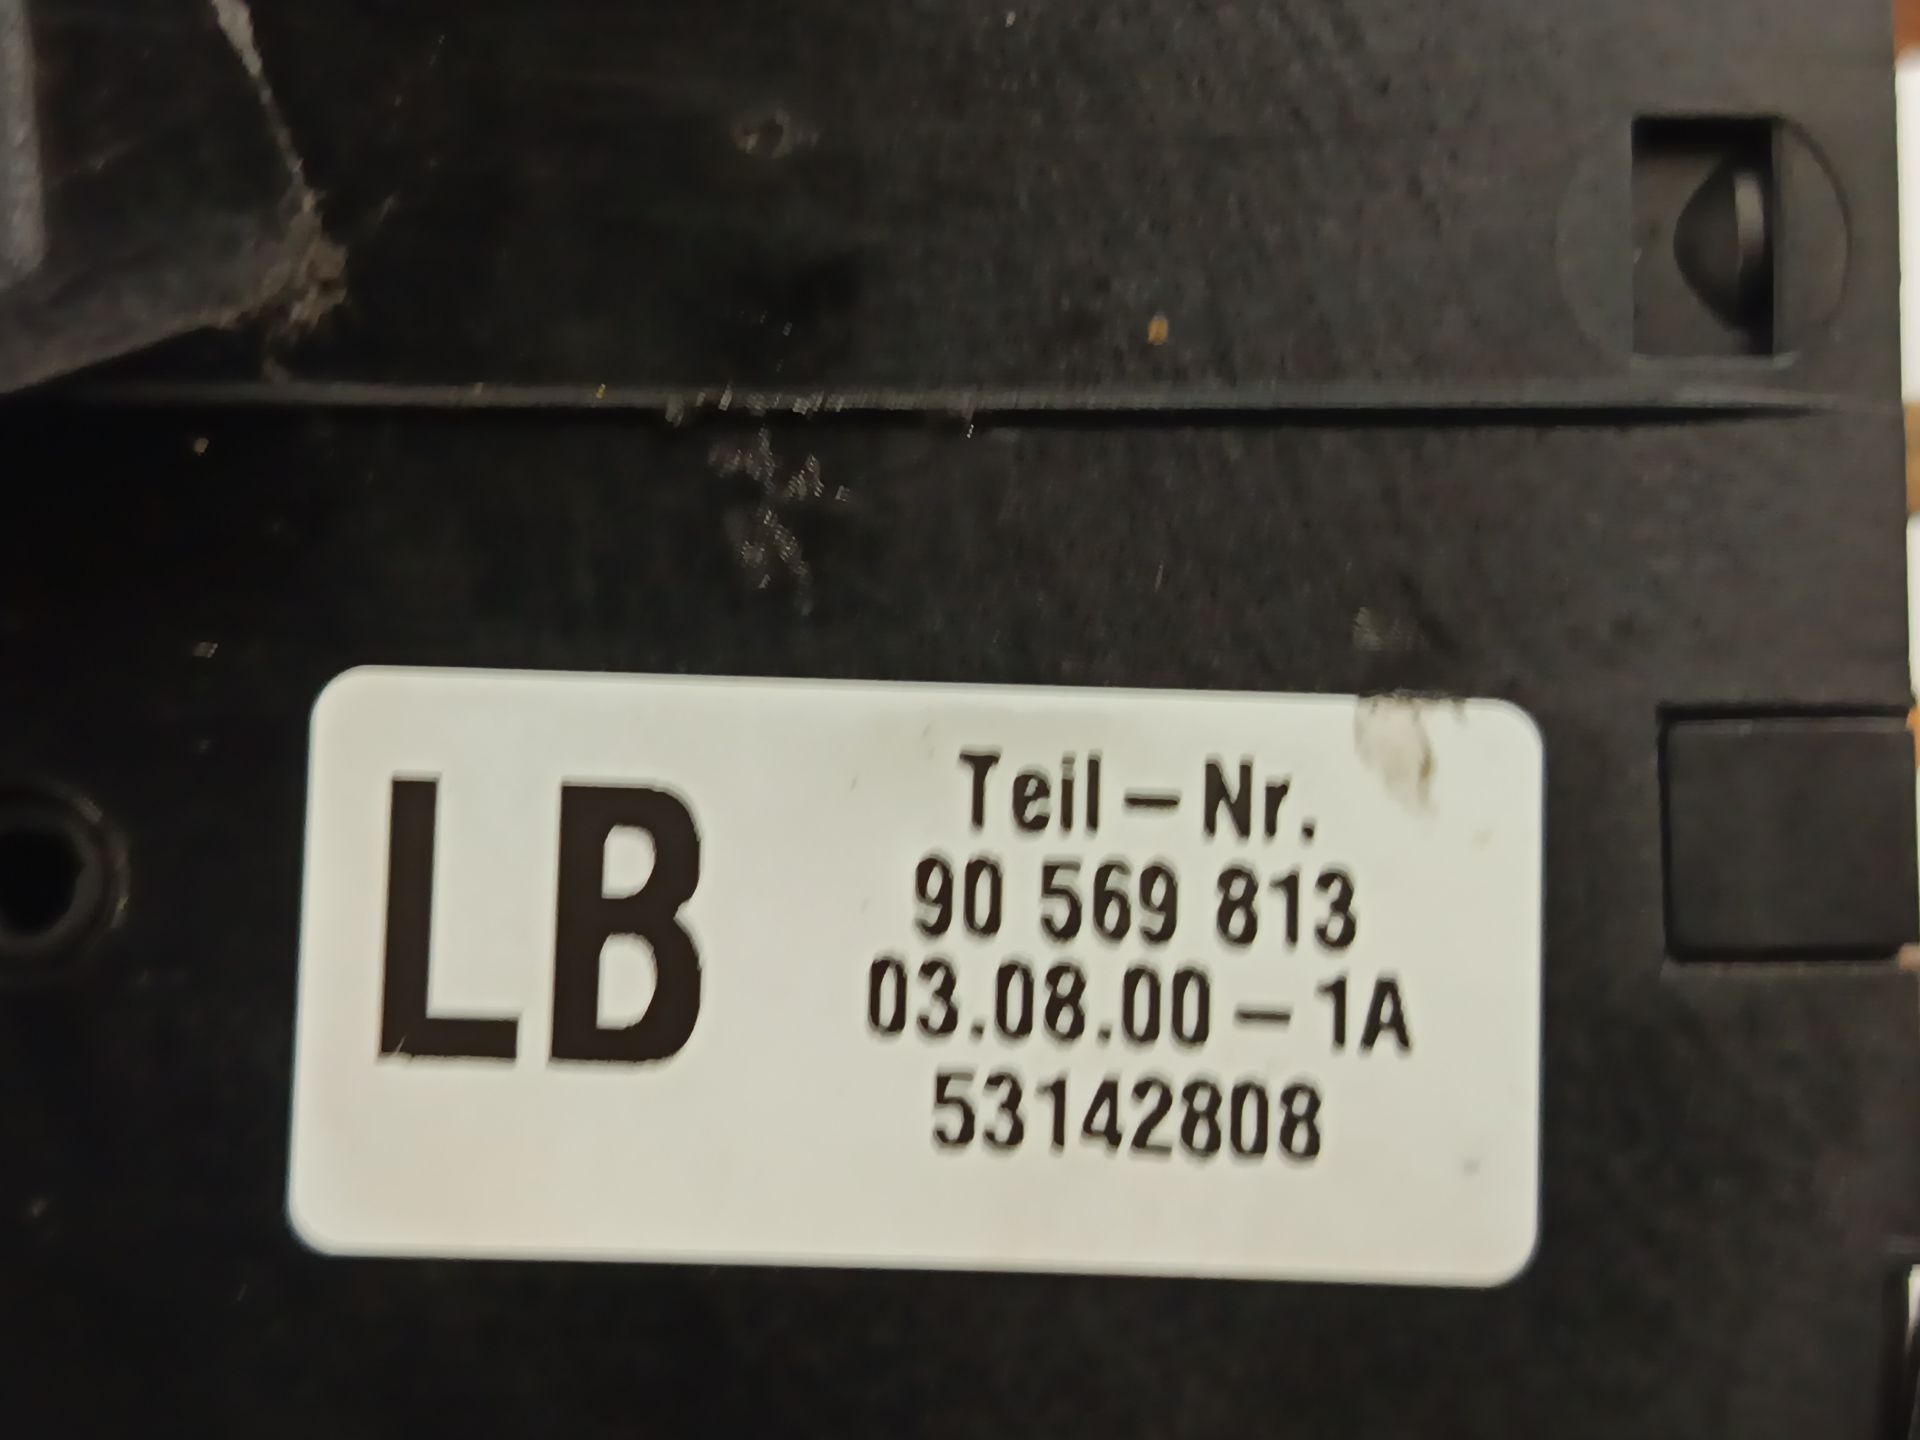 LB
Teil-Nr.
90 569 813
03.08.00-1A
53142808